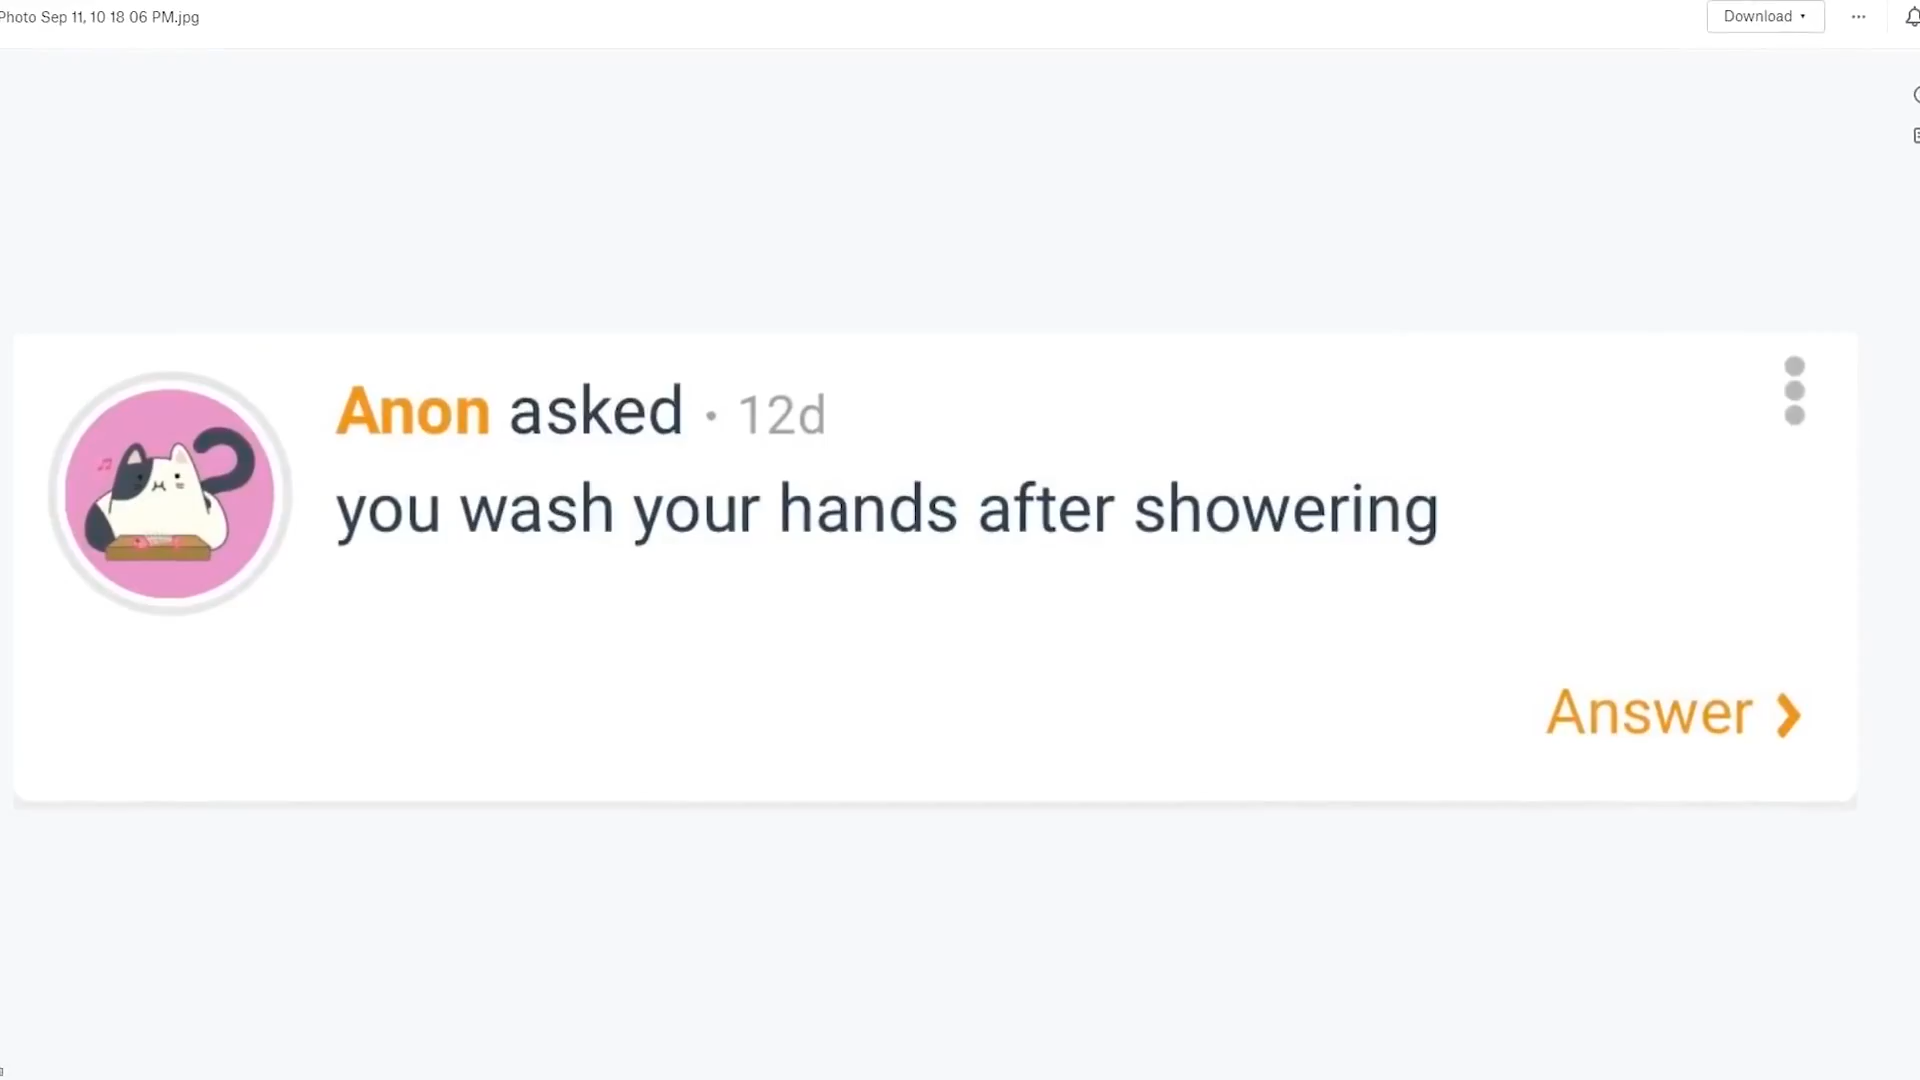 Photo Sep 11, 10 18 06 PM.jpg
Download
Anon asked · 12d
you wash your hands after showering
Answer